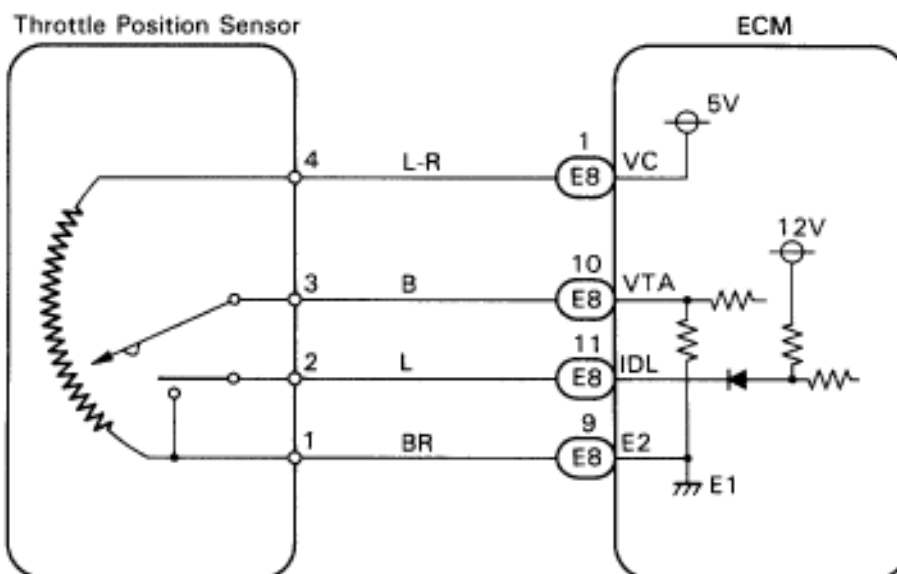 Throttle Position Sensor
ECM
5V
4
L-R
1
E8
VC
12V
3
B
10
E8
VTA
2
L
11
E8
IDL
1
BR
9
E8
E2
E1